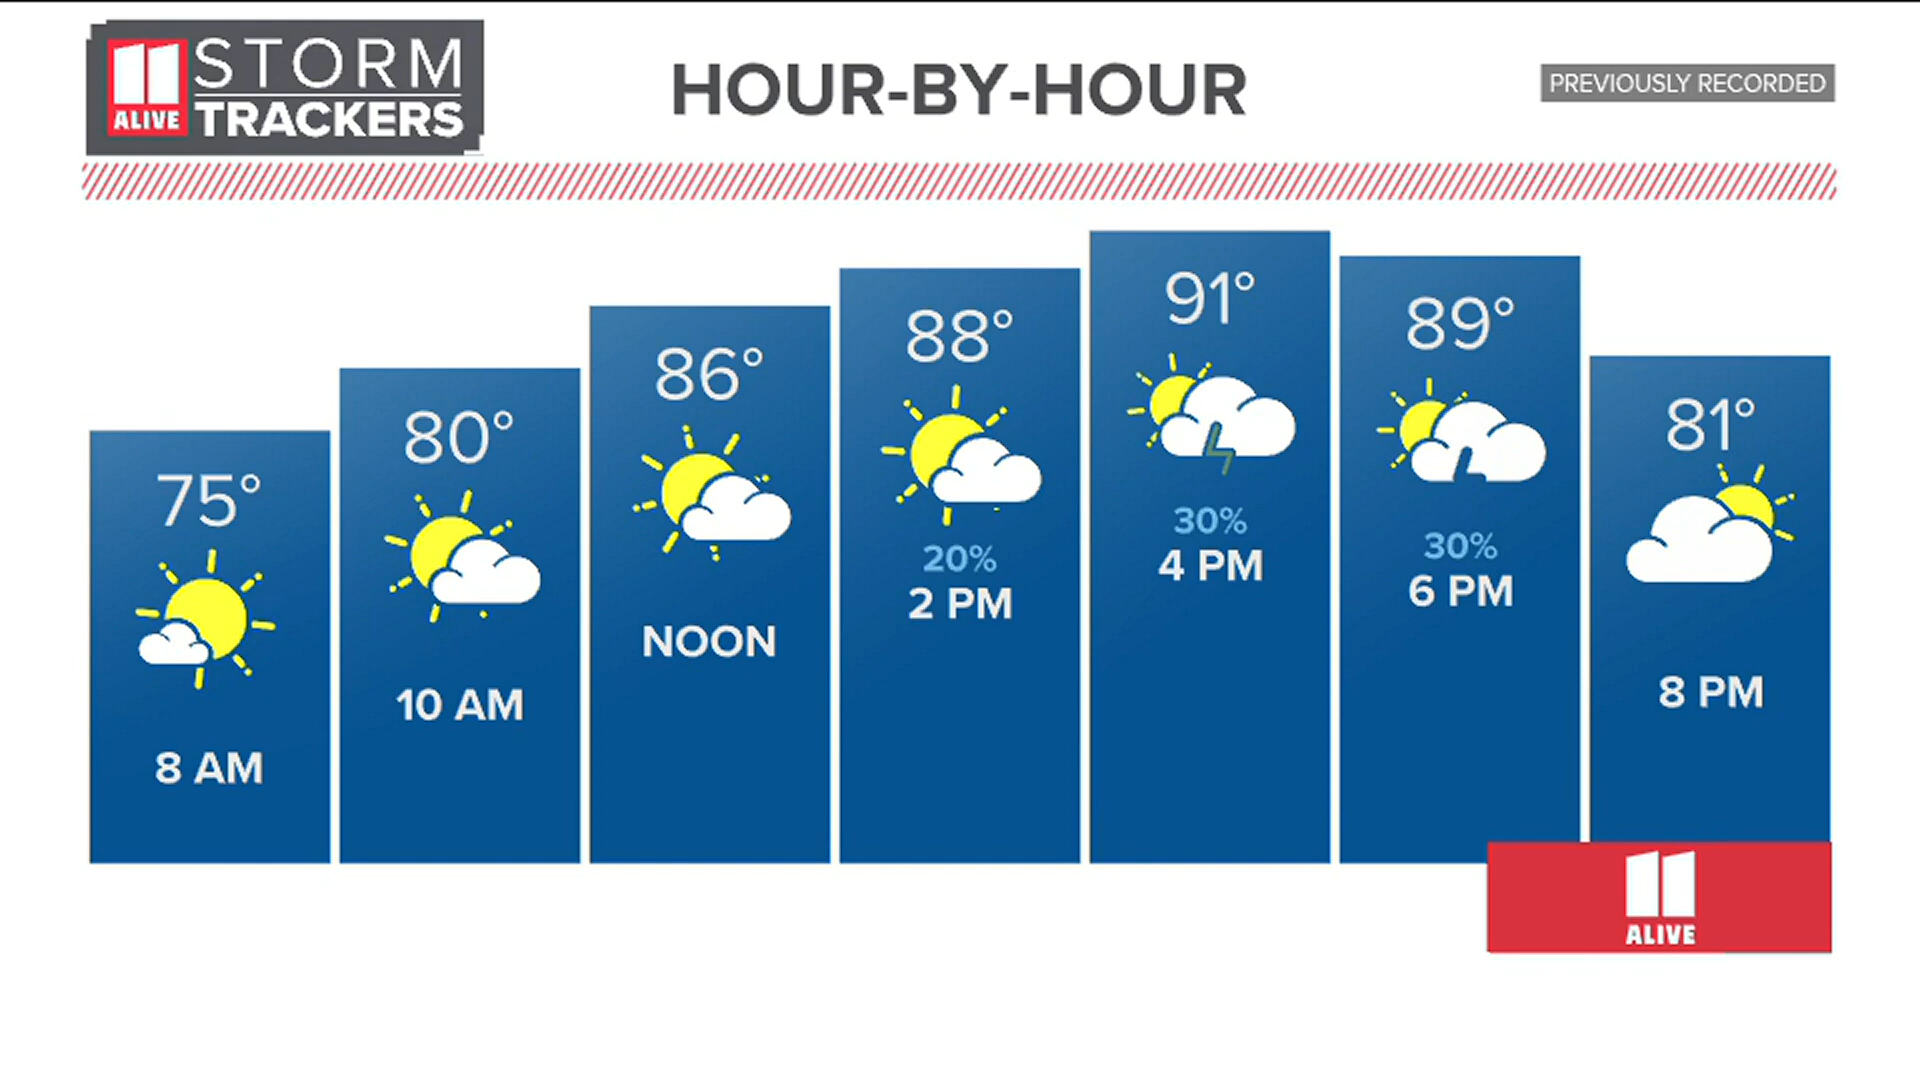 11 ALIVE
STORM
TRACKERS
HOUR-BY-HOUR
PREVIOUSLY RECORDED
75°
8 AM
80°
10 AM
86°
NOON
88°
20%
2 PM
91°
30%
4 PM
89°
30%
6 PM
81°
8 PM
11
ALIVE